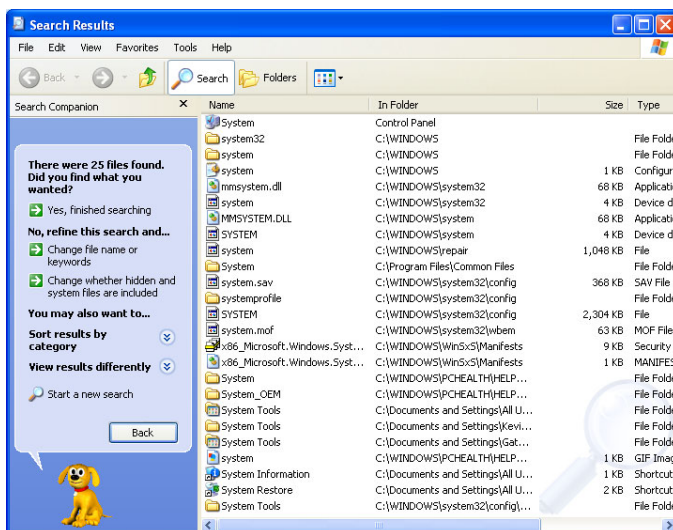 Search Results
File Edit View Favorites Tools Help
Back Search Folders
Search Companion
There were 25 files found.
Did you find what you
wanted?
Yes, finished searching
No, refine this search and...
Change file name or
keywords
Change whether hidden and
system files are included
You may also want to...
Sort results by
category
View results differently
Start a new search
Back
Name In Folder Size Type
System Control Panel
system32 C:\WINDOWS File Folde
system C:\WINDOWS File Folde
system C:\WINDOWS 1 KB Configur
mmsystem.dll C:\WINDOWS\system32 68 KB Applicati
system C:\WINDOWS\system32 4 KB Device d
MMSYSTEM.DLL C:\WINDOWS\system 68 KB Applicati
SYSTEM C:\WINDOWS\system 4 KB Device d
system C:\WINDOWS\repair 1,048 KB File
System C:\Program Files\Common Files File Folde
system.sav C:\WINDOWS\system32\config 368 KB SAV File
systemprofile C:\WINDOWS\system32\config File Folde
SYSTEM C:\WINDOWS\system32\config 2,304 KB File
system.mof C:\WINDOWS\system32\wbem 63 KB MOF File
x86_Microsoft.Windows.Syst... C:\WINDOWS\WinSxS\Manifests 9 KB Security
x86_Microsoft.Windows.Syst... C:\WINDOWS\WinSxS\Manifests 1 KB MANIFES
System C:\WINDOWS\PCHEALTH\HELP... File Folde
System_OEM C:\WINDOWS\PCHEALTH\HELP... File Folde
System Tools C:\Documents and Settings\All U... File Folde
System Tools C:\Documents and Settings\Kevi... File Folde
System Tools C:\Documents and Settings\Gat... File Folde
system C:\WINDOWS\PCHEALTH\HELP... 1 KB GIF Imag
System Information C:\Documents and Settings\All U... 1 KB Shortcut
System Restore C:\Documents and Settings\All U... 2 KB Shortcut
System Tools C:\WINDOWS\system32\config\... File Folde